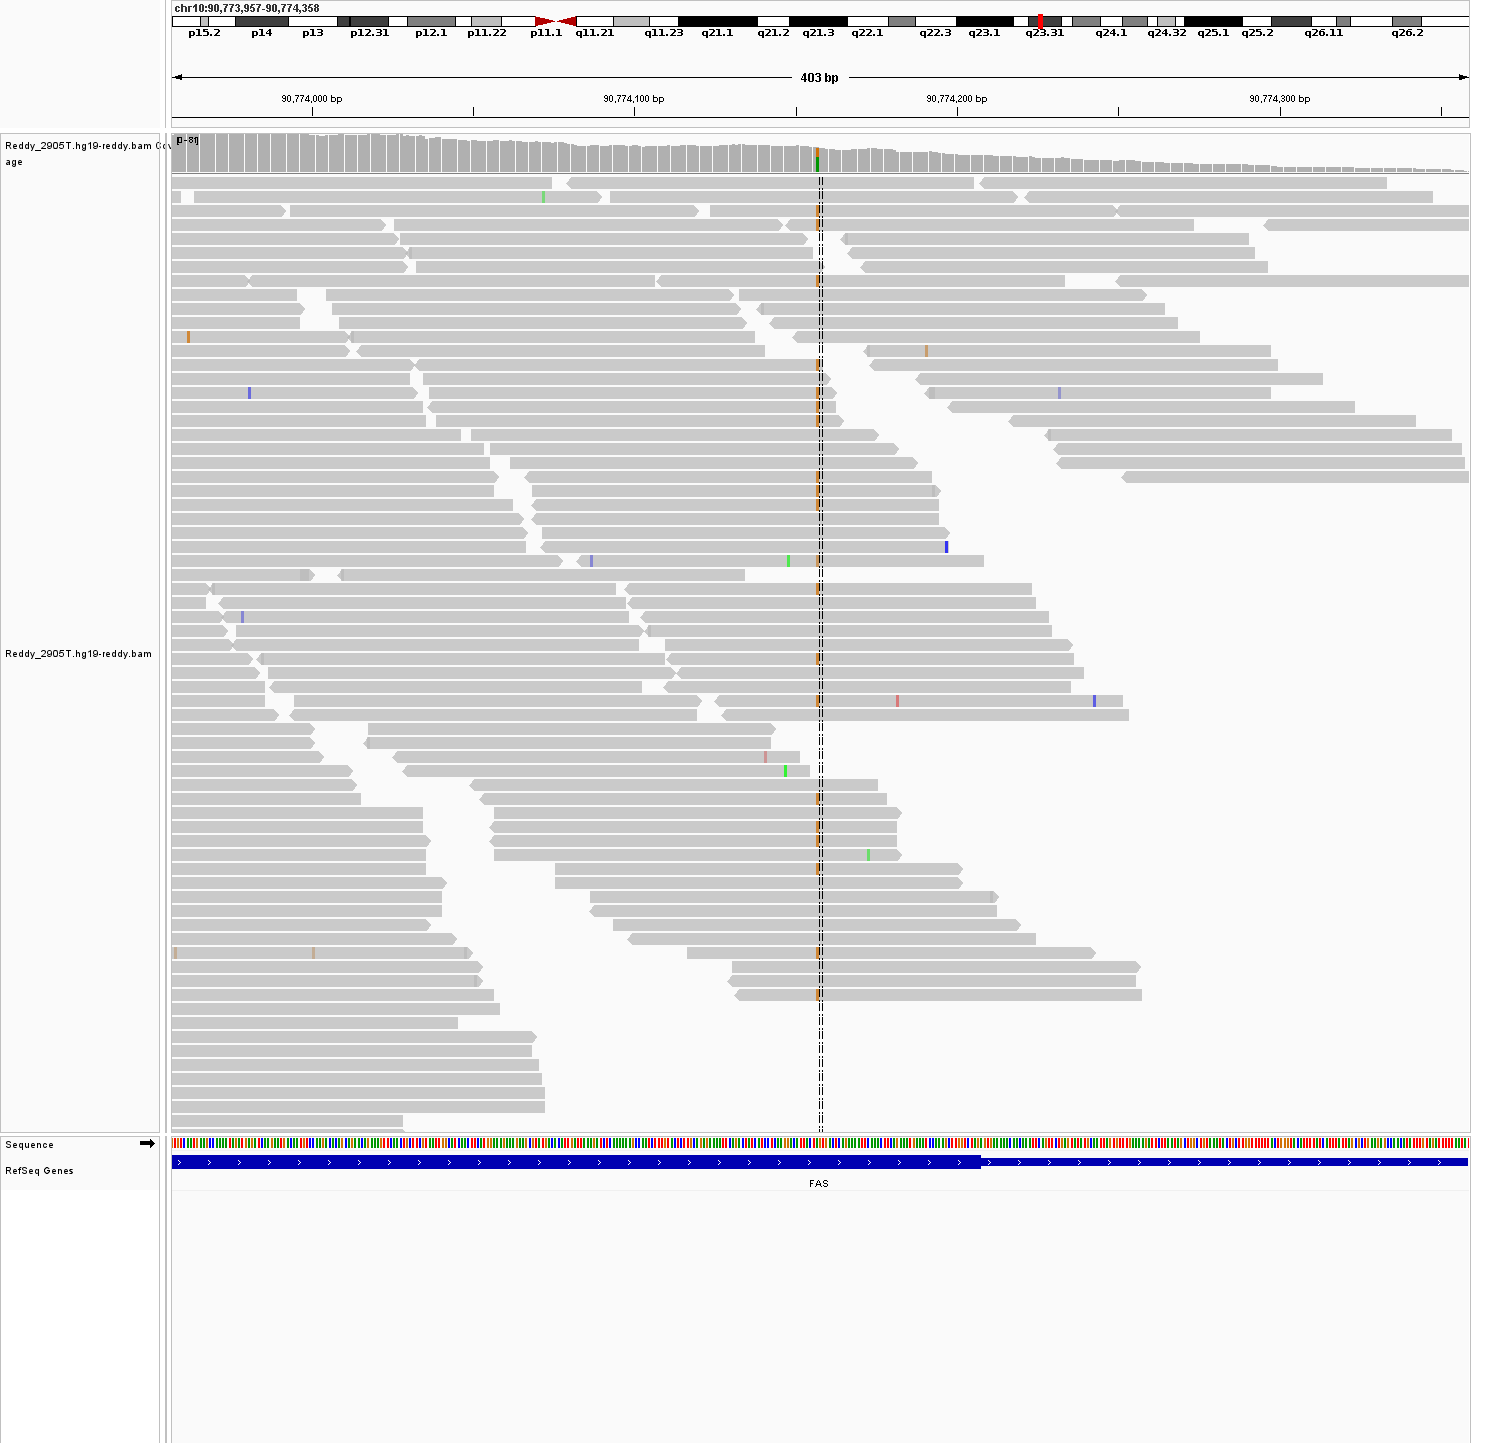 chr10:90,773,957-90,774,358
p15.2 p14 p13 p12.31 p12.1 p11.22 p11.1 q11.21 q11.23 q21.1 q21.2 q21.3 q22.1 q22.3 q23.1 q23.31 q24.1 q24.32 q25.1 q25.2 q26.11 q26.2
403 bp
90,774,000 bp 90,774,100 bp 90,774,200 bp 90,774,300 bp
[0-81]
Reddy_2905T.hg19-reddy.bam Cov
age
Reddy_2905T.hg19-reddy.bam
Sequence
RefSeq Genes
FAS